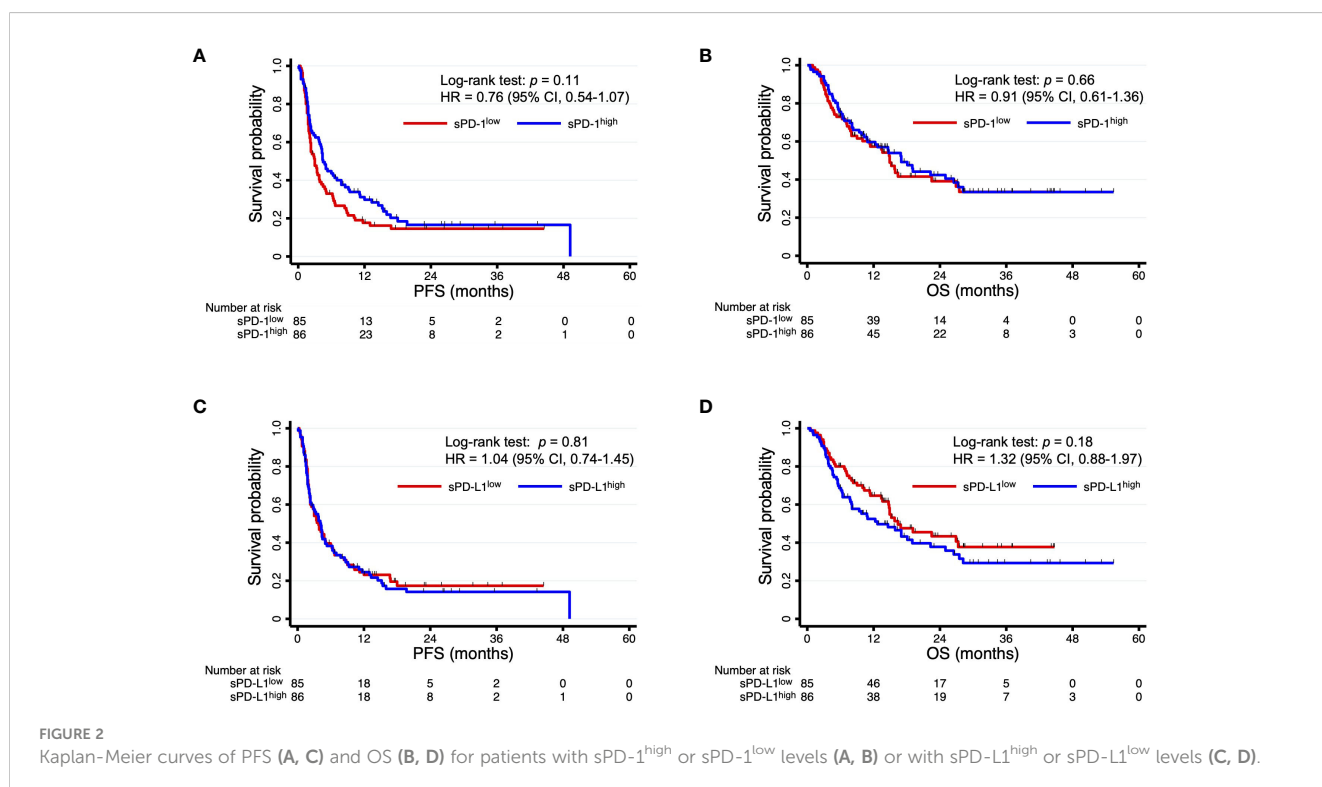 A
Log-rank test: p = 0.11
HR = 0.76 (95% CI, 0.54-1.07)
sPD-1low sPD-1high
Survival probability
1.0
0.8
0.6
0.4
0.2
0
0 12 24 36 48 60
PFS (months)
Number at risk
sPD-1low 85 13 5 2 0 0
sPD-1high 86 23 8 2 1 0
B
Log-rank test: p = 0.66
HR = 0.91 (95% CI, 0.61-1.36)
sPD-1low sPD-1high
Survival probability
1.0
0.8
0.6
0.4
0.2
0
0 12 24 36 48 60
OS (months)
Number at risk
sPD-1low 85 39 14 4 0 0
sPD-1high 86 45 22 8 3 0
C
Log-rank test: p = 0.81
HR = 1.04 (95% CI, 0.74-1.45)
sPD-L1low sPD-L1high
Survival probability
1.0
0.8
0.6
0.4
0.2
0
0 12 24 36 48 60
PFS (months)
Number at risk
sPD-L1low 85 18 5 2 0 0
sPD-L1high 86 18 8 2 1 0
D
Log-rank test: p = 0.18
HR = 1.32 (95% CI, 0.88-1.97)
sPD-L1low sPD-L1high
Survival probability
1.0
0.8
0.6
0.4
0.2
0
0 12 24 36 48 60
OS (months)
Number at risk
sPD-L1low 85 46 17 5 0 0
sPD-L1high 86 38 19 7 3 0
FIGURE 2
Kaplan-Meier curves of PFS (A, C) and OS (B, D) for patients with sPD-1high or sPD-1low levels (A, B) or with sPD-L1high or sPD-L1low levels (C, D).